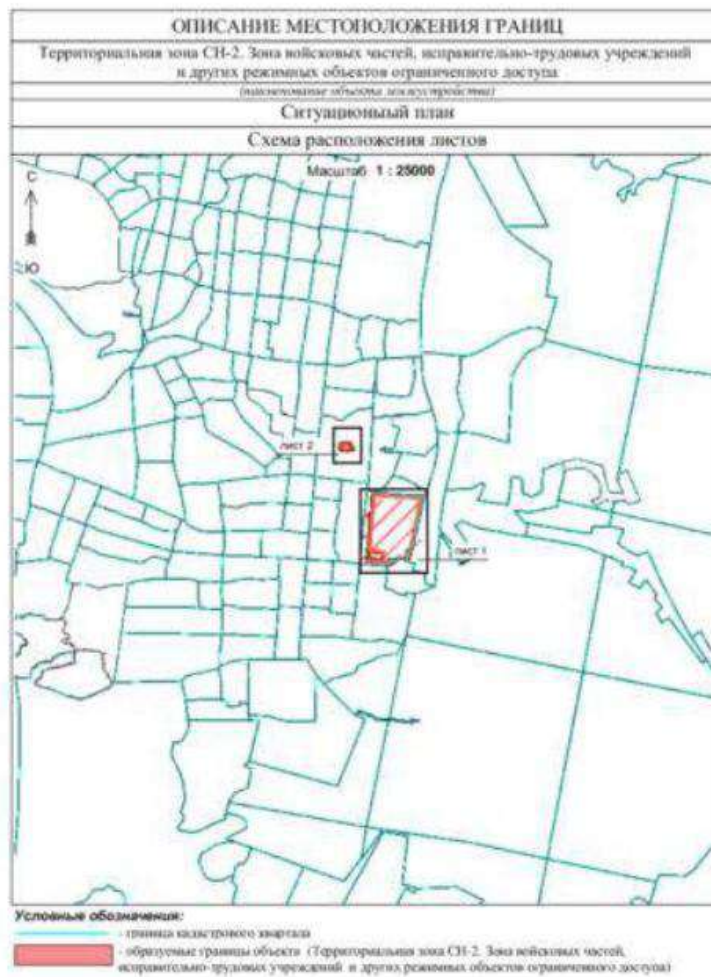 ОПИСАНИЕ МЕСТОПОЛОЖЕНИЯ ГРАНИЦ
Территориальная зона СН-2. Зона войсковых частей, исправительно-трудовых учреждений
и других режимных объектов ограниченного доступа
(наименование объекта землеустройства)
Ситуационный план
Схема расположения листов
Масштаб 1 : 25000
С
Ю
лист 2
лист 1
Условные обозначения:
- граница кадастрового квартала
- образуемые границы объекта (Территориальная зона СН-2. Зона войсковых частей,
исправительно-трудовых учреждений и других режимных объектов ограниченного доступа)